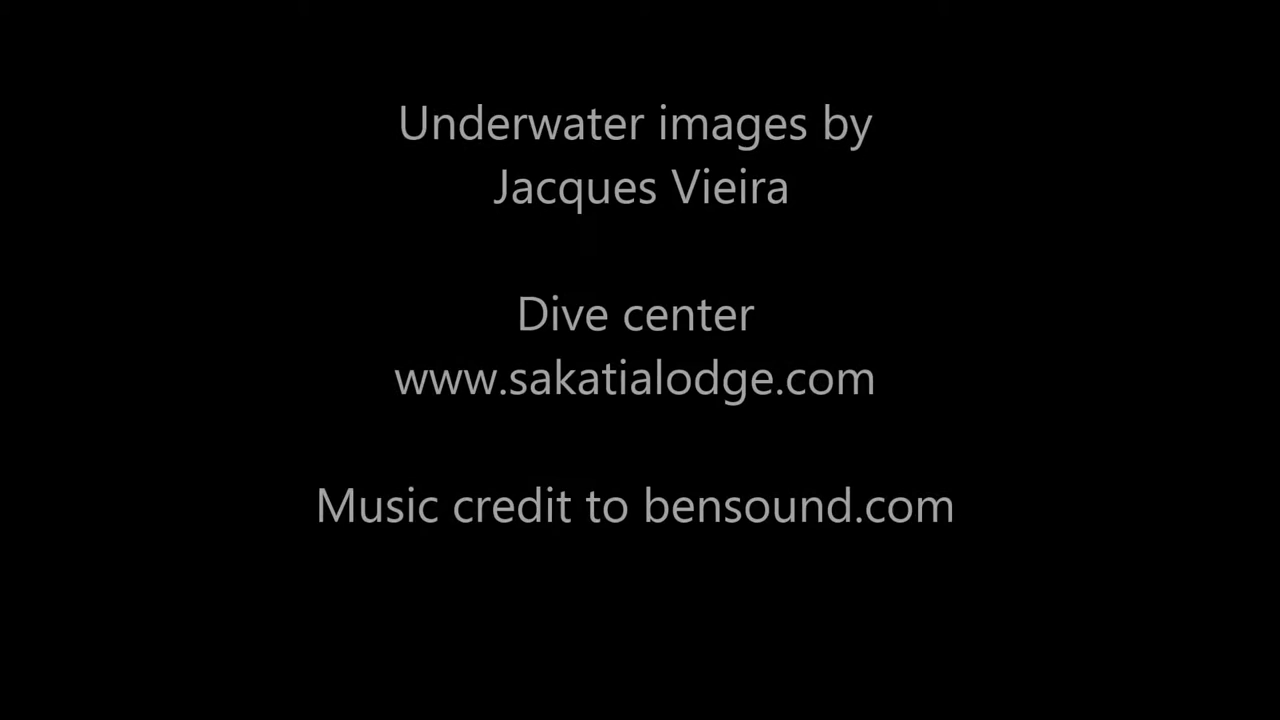 Underwater images by
Jacques Vieira
Dive center
www.sakatialodge.com
Music credit to bensound.com